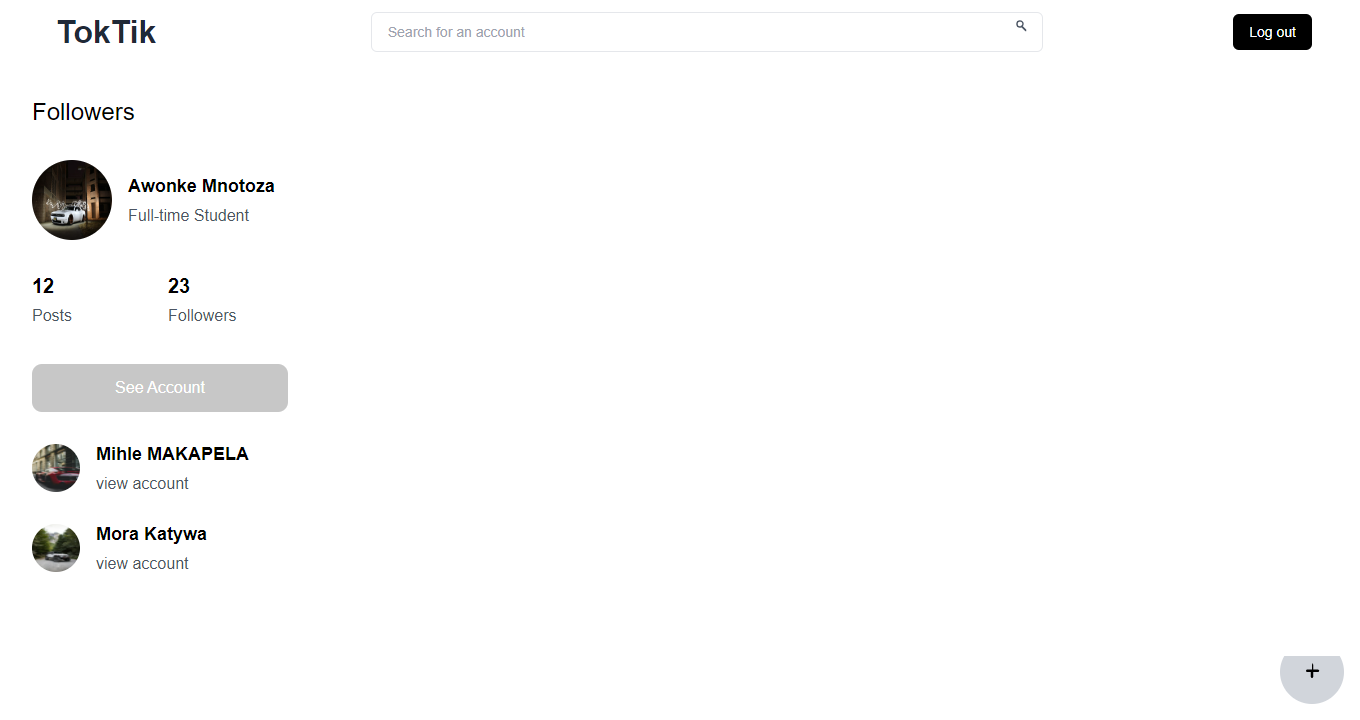 TokTik
Search for an account
Log out
Followers
Awonke Mnotoza
Full-time Student
12
23
Posts
Followers
See Account
Mihle MAKAPELA
view account
Mora Katywa
view account
+